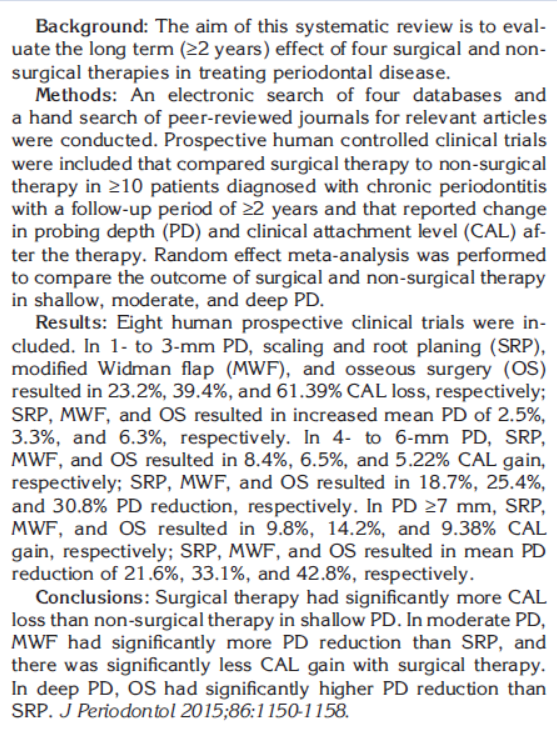 Background: The aim of this systematic review is to eval-
uate the long term (≥2 years) effect of four surgical and non-
surgical therapies in treating periodontal disease.
Methods: An electronic search of four databases and
a hand search of peer-reviewed journals for relevant articles
were conducted. Prospective human controlled clinical trials
were included that compared surgical therapy to non-surgical
therapy in ≥10 patients diagnosed with chronic periodontitis
with a follow-up period of ≥2 years and that reported change
in probing depth (PD) and clinical attachment level (CAL) af-
ter the therapy. Random effect meta-analysis was performed
to compare the outcome of surgical and non-surgical therapy
in shallow, moderate, and deep PD.
Results: Eight human prospective clinical trials were in-
cluded. In 1- to 3-mm PD, scaling and root planing (SRP),
modified Widman flap (MWF), and osseous surgery (OS)
resulted in 23.2%, 39.4%, and 61.39% CAL loss, respectively;
SRP, MWF, and OS resulted in increased mean PD of 2.5%,
3.3%, and 6.3%, respectively. In 4- to 6-mm PD, SRP,
MWF, and OS resulted in 8.4%, 6.5%, and 5.22% CAL gain,
respectively; SRP, MWF, and OS resulted in 18.7%, 25.4%,
and 30.8% PD reduction, respectively. In PD ≥7 mm, SRP,
MWF, and OS resulted in 9.8%, 14.2%, and 9.38% CAL
gain, respectively; SRP, MWF, and OS resulted in mean PD
reduction of 21.6%, 33.1%, and 42.8%, respectively.
Conclusions: Surgical therapy had significantly more CAL
loss than non-surgical therapy in shallow PD. In moderate PD,
MWF had significantly more PD reduction than SRP, and
there was significantly less CAL gain with surgical therapy.
In deep PD, OS had significantly higher PD reduction than
SRP. J Periodontol 2015;86:1150-1158.